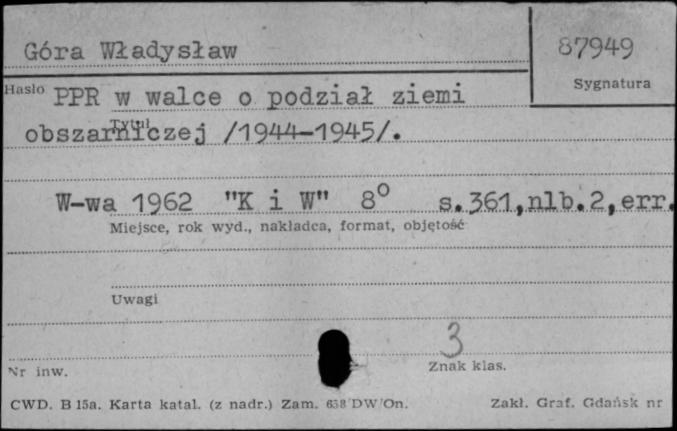 Góra Władysław 87949
Hasło Sygnatura
PPR w walce o podział ziemi
Tytuł
obszarniczej /1944-1945/.
W-wa 1962 "K i W" 8° s.361,nlb.2,err.
Miejsce, rok wyd., nakładca, format, objętość
Uwagi
3
Nr inw. Znak klas.
CWD. B 15a. Karta katal. (z nadr.) Zam. 638 DW/On. Zakł. Graf. Gdańsk nr